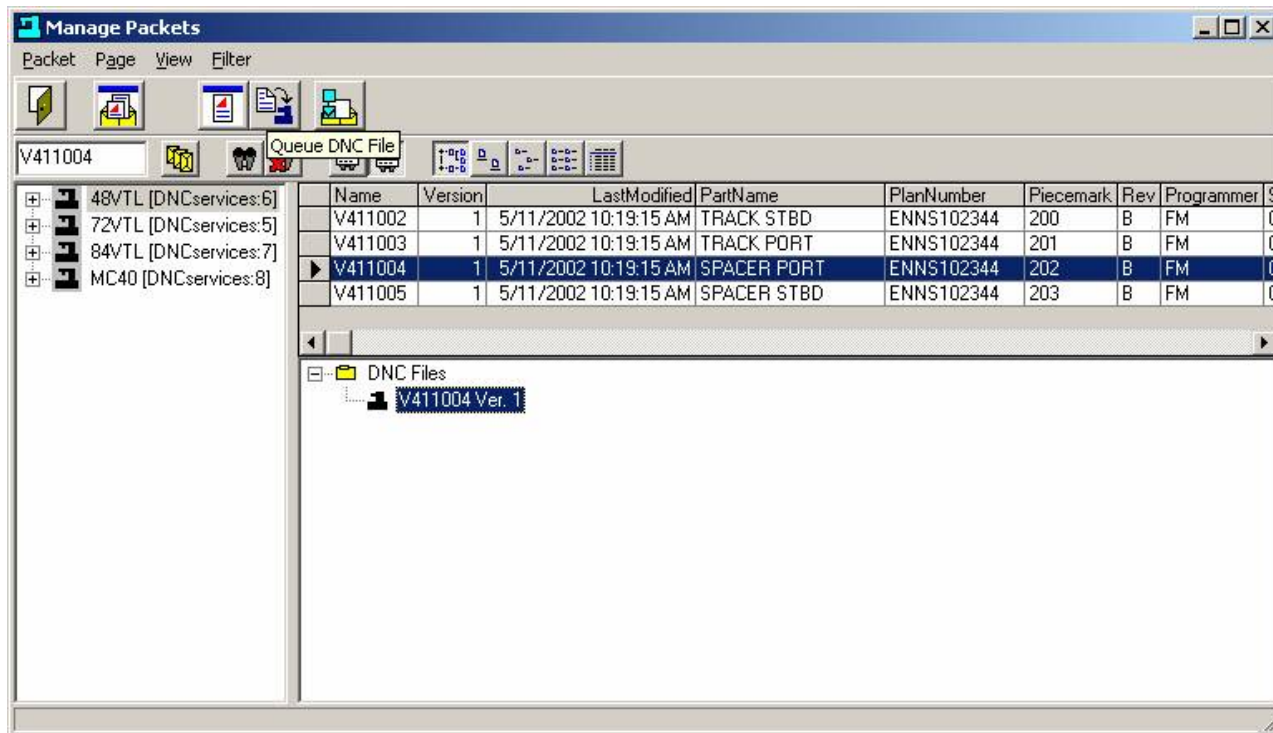 Manage Packets
Packet Page View Filter
Queue DNC File
V411004
48VTL [DNCservices:6]
72VTL [DNCservices:5]
84VTL [DNCservices:7]
MC40 [DNCservices:8]
Name Version LastModified PartName PlanNumber Piecemark Rev Programmer
V411002 1 5/11/2002 10:19:15 AM TRACK STBD ENNS102344 200 B FM
V411003 1 5/11/2002 10:19:15 AM TRACK PORT ENNS102344 201 B FM
V411004 1 5/11/2002 10:19:15 AM SPACER PORT ENNS102344 202 B FM
V411005 1 5/11/2002 10:19:15 AM SPACER STBD ENNS102344 203 B FM
DNC Files
V411004 Ver. 1